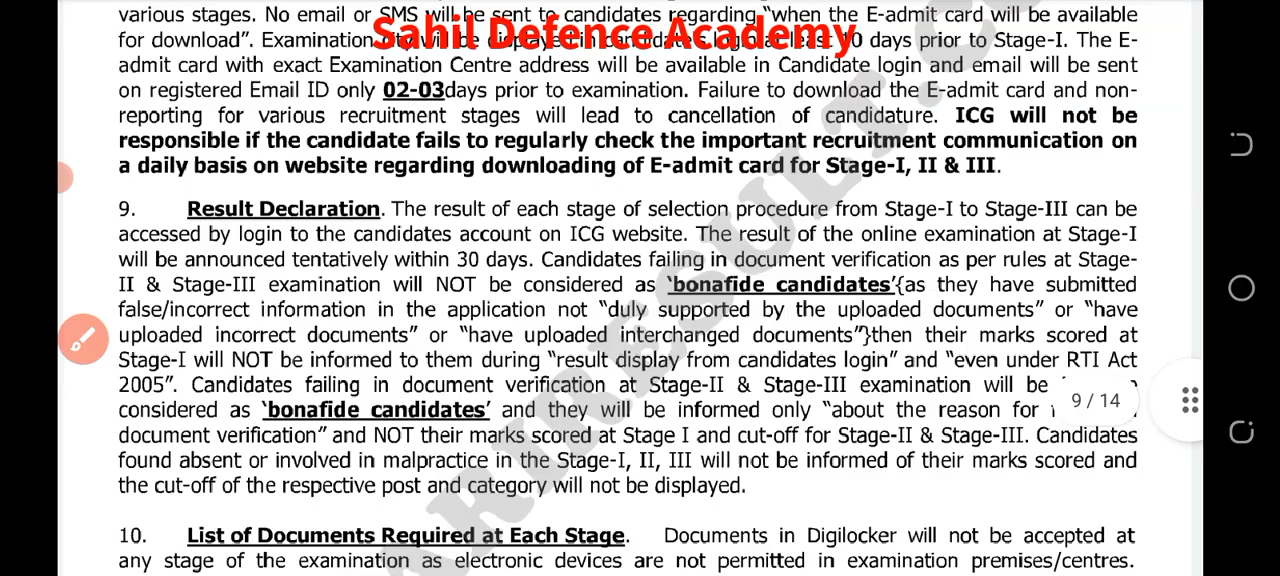 various stages. No email or SMS will be sent to candidates regarding “when the E-admit card will be available
Sahil Defence Academy
for download”. Examination will be displayed in candidates login at least 10 days prior to Stage-I. The E-
admit card with exact Examination Centre address will be available in Candidate login and email will be sent
on registered Email ID only 02-03days prior to examination. Failure to download the E-admit card and non-
reporting for various recruitment stages will lead to cancellation of candidature. ICG will not be
responsible if the candidate fails to regularly check the important recruitment communication on
a daily basis on website regarding downloading of E-admit card for Stage-I, II & III.
9. Result Declaration. The result of each stage of selection procedure from Stage-I to Stage-III can be
accessed by login to the candidates account on ICG website. The result of the online examination at Stage-I
will be announced tentatively within 30 days. Candidates failing in document verification as per rules at Stage-
II & Stage-III examination will NOT be considered as ‘bonafide candidates’{as they have submitted
false/incorrect information in the application not “duly supported by the uploaded documents” or “have
uploaded incorrect documents” or “have uploaded interchanged documents”}then their marks scored at
Stage-I will NOT be informed to them during “result display from candidates login” and “even under RTI Act
2005”. Candidates failing in document verification at Stage-II & Stage-III examination will be
considered as ‘bonafide candidates’ and they will be informed only “about the reason for
9 / 14
document verification” and NOT their marks scored at Stage I and cut-off for Stage-II & Stage-III. Candidates
found absent or involved in malpractice in the Stage-I, II, III will not be informed of their marks scored and
the cut-off of the respective post and category will not be displayed.
10. List of Documents Required at Each Stage. Documents in Digilocker will not be accepted at
any stage of the examination as electronic devices are not permitted in examination premises/centres.